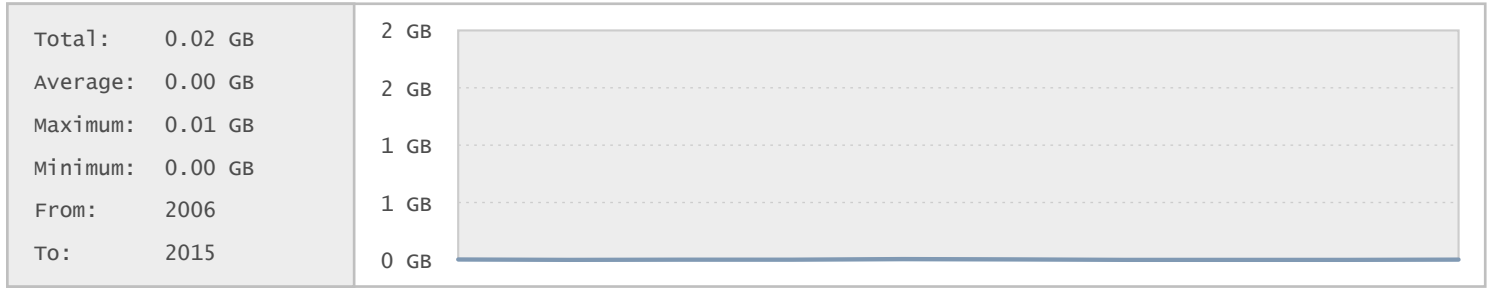 Total: 0.02 GB
Average: 0.00 GB
Maximum: 0.01 GB
Minimum: 0.00 GB
From: 2006
To: 2015
2 GB
2 GB
1 GB
1 GB
0 GB